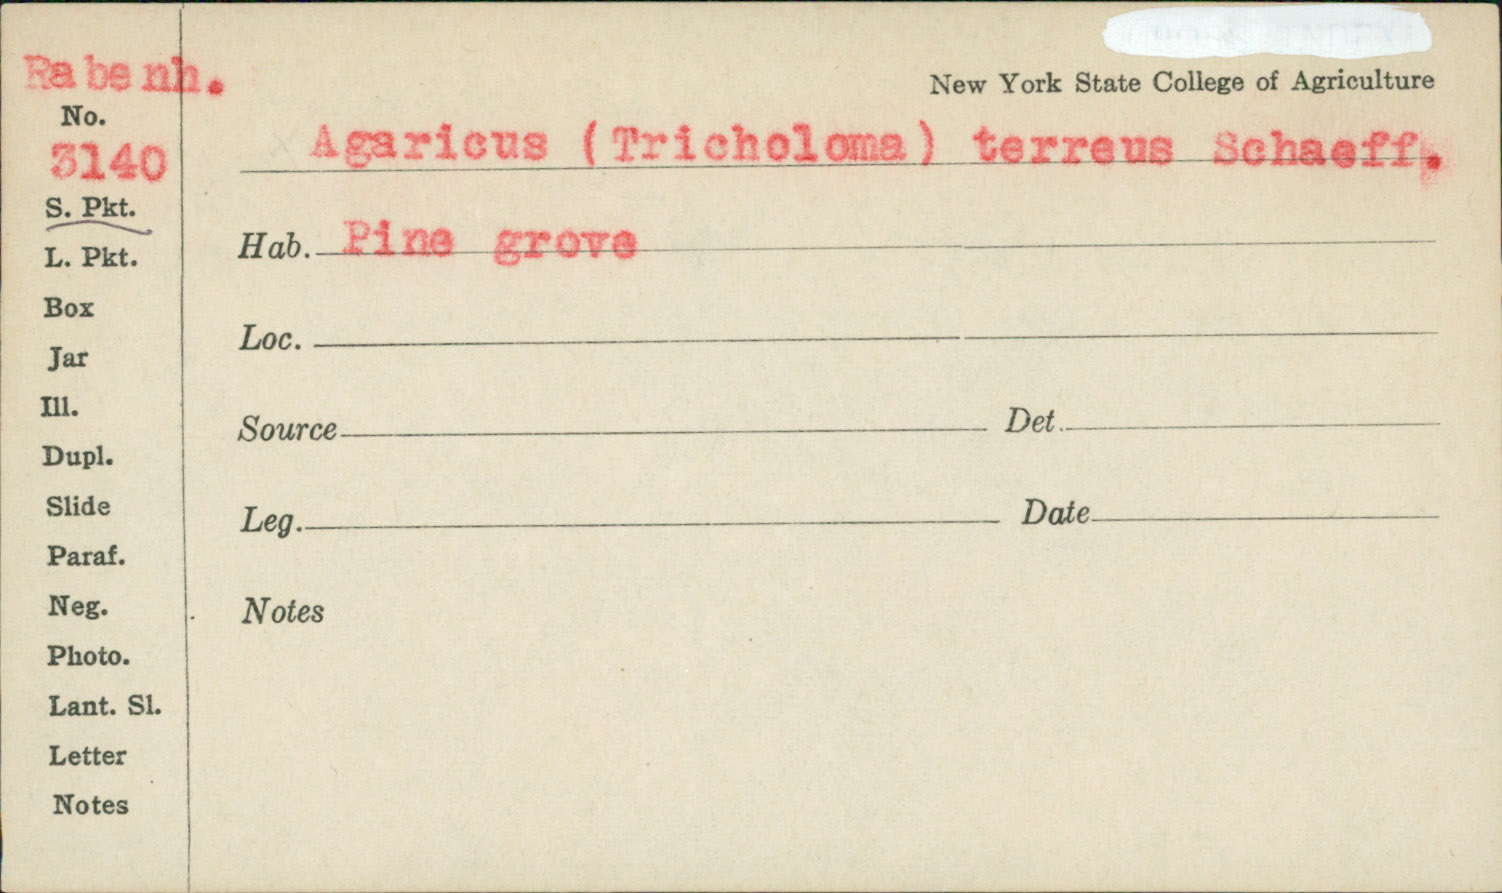 Rabenh.
No.
3140
S. Pkt.
L. Pkt.
Box
Jar
Ill.
Dupl.
Slide
Paraf.
Neg.
Photo.
Lant. Sl.
Letter
Notes
New York State College of Agriculture
Agaricus (Tricholoma) terreus Schaeff.
Hab. Pine grove
Loc.
Source Det.
Leg. Date
Notes